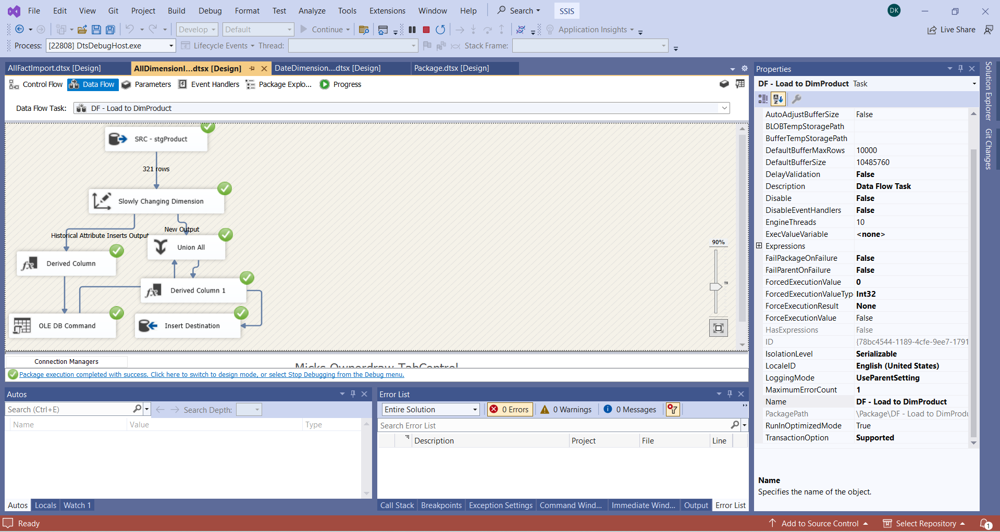 File Edit View Git Project Build Debug Format Test Analyze Tools Extensions Window Help Search SSIS DK
Develop Default Continue Application Insights Live Share
Process: [22808] DtsDebugHost.exe Lifecycle Events Thread: Stack Frame:
AllFactImport.dtsx [Design] AllDimensionI...dtsx [Design] DateDimension....dtsx [Design] Package.dtsx [Design]
Control Flow Data Flow Parameters Event Handlers Package Explo... Progress
Data Flow Task: DF - Load to DimProduct
SRC - stgProduct
321 rows
Slowly Changing Dimension
New Output
Historical Attribute Inserts Output
Union All
Derived Column
Derived Column 1
OLE DB Command
Insert Destination
90%
Connection Managers
Micks Ownerdraw TabControl
Package execution completed with success. Click here to switch to design mode, or select Stop Debugging from the Debug menu.
Autos
Search (Ctrl+E) Search Depth:
Name Value Type
Autos Locals Watch 1
Error List
Entire Solution 0 Errors 0 Warnings 0 Messages
Search Error List
Description Project File Line
Call Stack Breakpoints Exception Settings Command Wind... Immediate Wind... Output Error List
Properties
DF - Load to DimProduct Task
AutoAdjustBufferSize False
BLOBTempStoragePath
BufferTempStoragePath
DefaultBufferMaxRows 10000
DefaultBufferSize 10485760
DelayValidation False
Description Data Flow Task
Disable False
DisableEventHandlers False
EngineThreads 10
ExecValueVariable <none>
Expressions
FailPackageOnFailure False
FailParentOnFailure False
ForcedExecutionValue 0
ForcedExecutionValueTyp Int32
ForceExecutionResult None
ForceExecutionValue False
HasExpressions False
ID {78bc4544-1189-4cfe-9ee7-1791
IsolationLevel Serializable
LocaleID English (United States)
LoggingMode UseParentSetting
MaximumErrorCount 1
Name DF - Load to DimProduct
PackagePath \Package\DF - Load to DimProdu
RunInOptimizedMode True
TransactionOption Supported
Name
Specifies the name of the object.
Solution Explorer
Git Changes
Ready Add to Source Control Select Repository 1